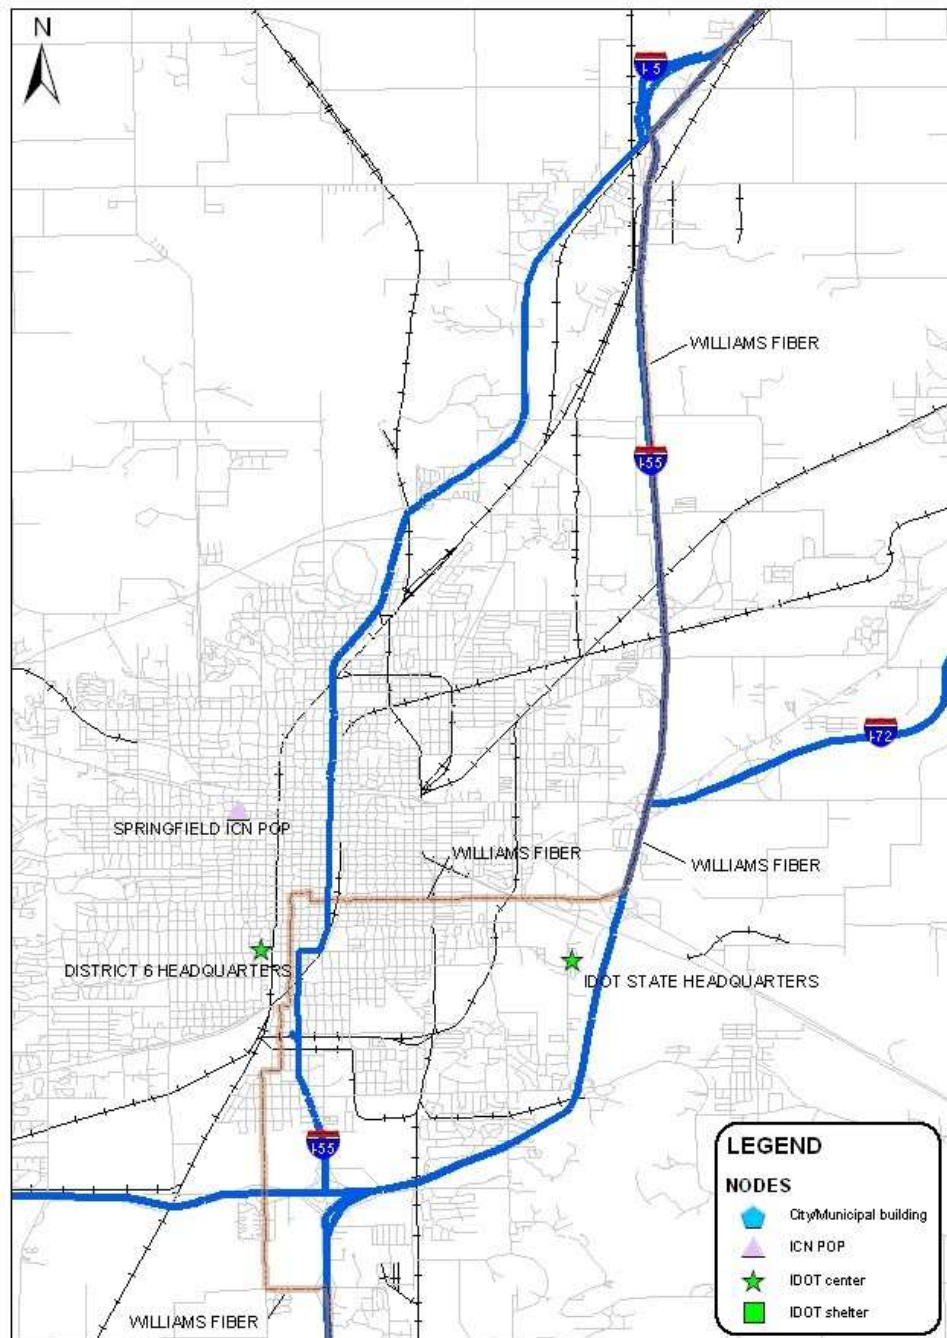 N
I-5
WILLIAMS FIBER
I-55
I-72
SPRINGFIELD ICN POP
WILLIAMS FIBER
WILLIAMS FIBER
DISTRICT 6 HEADQUARTERS
IDOT STATE HEADQUARTERS
I-55
WILLIAMS FIBER
LEGEND
NODES
City/Municipal building
ICN POP
IDOT center
IDOT shelter